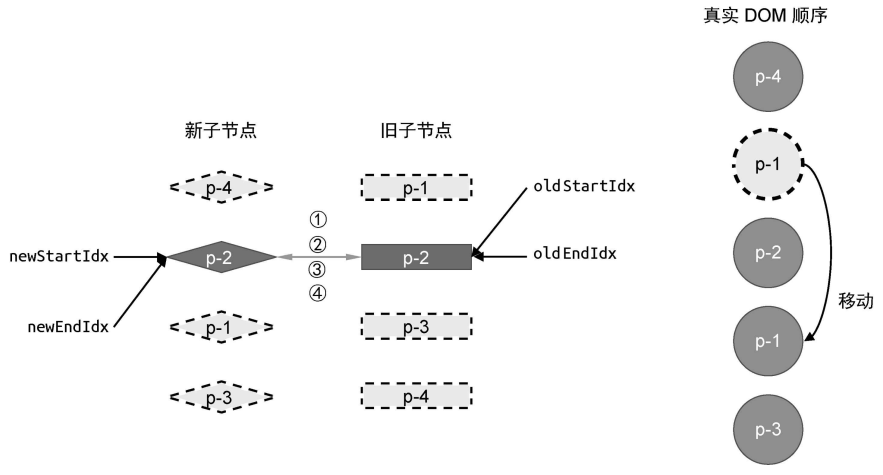 真实 DOM 顺序
p-4
新子节点
旧子节点
p-1
p-4
p-1
oldStartIdx
①
newStartIdx
p-2
②
p-2
oldEndIdx
p-2
③
④
移动
newEndIdx
p-1
p-3
p-1
p-3
p-4
p-3